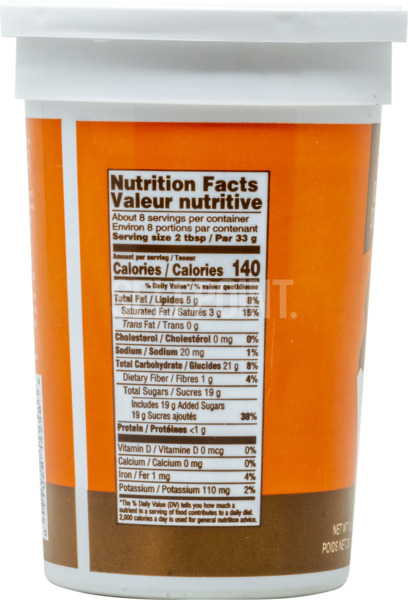 Nutrition Facts
Valeur nutritive
About 8 servings per container
Environ 8 portions par contenant
Serving size 2 tbsp / Par 33 g
Amount per serving / Teneur
Calories / Calories 140
% Daily Value* / % valeur quotidienne
Total Fat / Lipides 6 g 8%
Saturated Fat / Saturés 3 g 15%
Trans Fat / Trans 0 g
Cholesterol / Cholestérol 0 mg 0%
Sodium / Sodium 20 mg 1%
Total Carbohydrate / Glucides 21 g 8%
Dietary Fiber / Fibres 1 g 4%
Total Sugars / Sucres 19 g
Includes 19 g Added Sugars
19 g Sucres ajoutés 38%
Protein / Protéines <1 g
Vitamin D / Vitamine D 0 mcg 0%
Calcium / Calcium 0 mg 0%
Iron / Fer 1 mg 4%
Potassium / Potassium 110 mg 2%
*The % Daily Value (DV) tells you how much a
nutrient in a serving of food contributes to a daily diet.
2,000 calories a day is used for general nutrition advice.
NET
POIDS NET